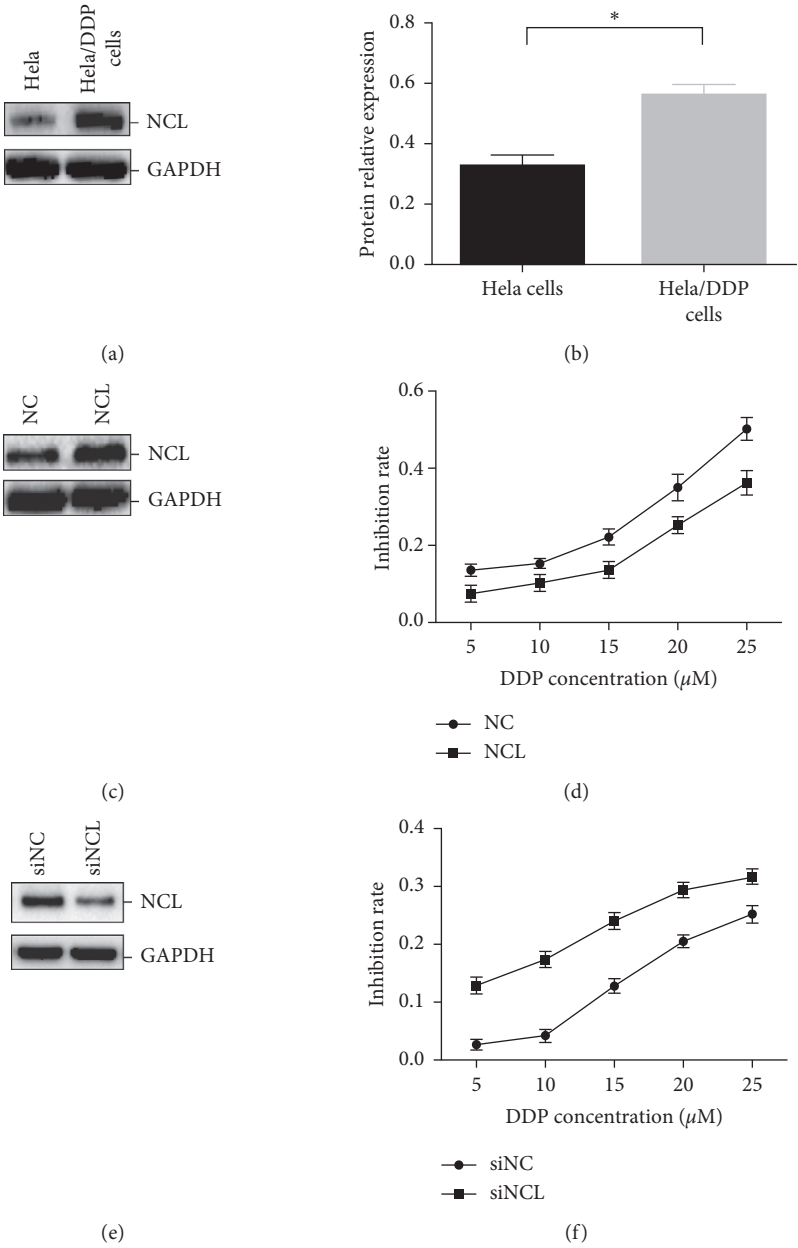 Hela
Hela/DDP
cells
NCL
GAPDH
(a)
Protein relative expression
0.8
0.6
0.4
0.2
0.0
*
Hela cells
Hela/DDP
cells
(b)
NC
NCL
NCL
GAPDH
(c)
Inhibition rate
0.6
0.4
0.2
0.0
5 10 15 20 25
DDP concentration (μM)
NC
NCL
(d)
siNC
siNCL
NCL
GAPDH
(e)
Inhibition rate
0.4
0.3
0.2
0.1
0.0
5 10 15 20 25
DDP concentration (μM)
siNC
siNCL
(f)